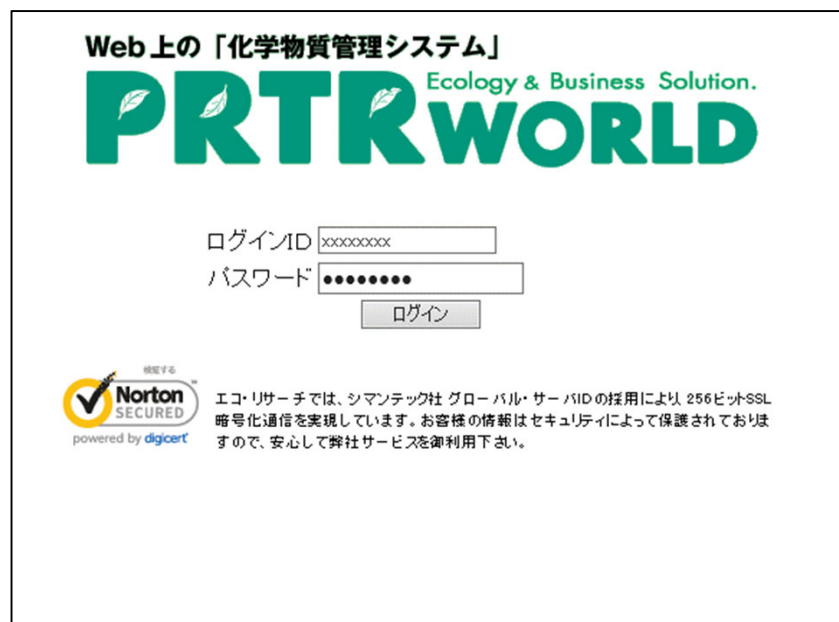 Web上の「化学物質管理システム」
Ecology & Business Solution.
PRTR WORLD
ログインID xxxxxxxx
パスワード ●●●●●●●●
ログイン
検証する
Norton
SECURED
powered by digicert
エコ・リサーチでは、シマンテック社 グローバル・サーバIDの採用により、256ビットSSL
暗号化通信を実現しています。お客様の情報はセキュリティによって保護されておりま
すので、安心して弊社サービスを御利用下さい。